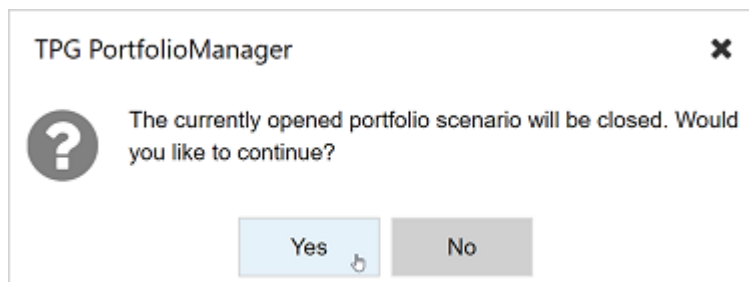 TPG PortfolioManager
The currently opened portfolio scenario will be closed. Would
you like to continue?
Yes
No